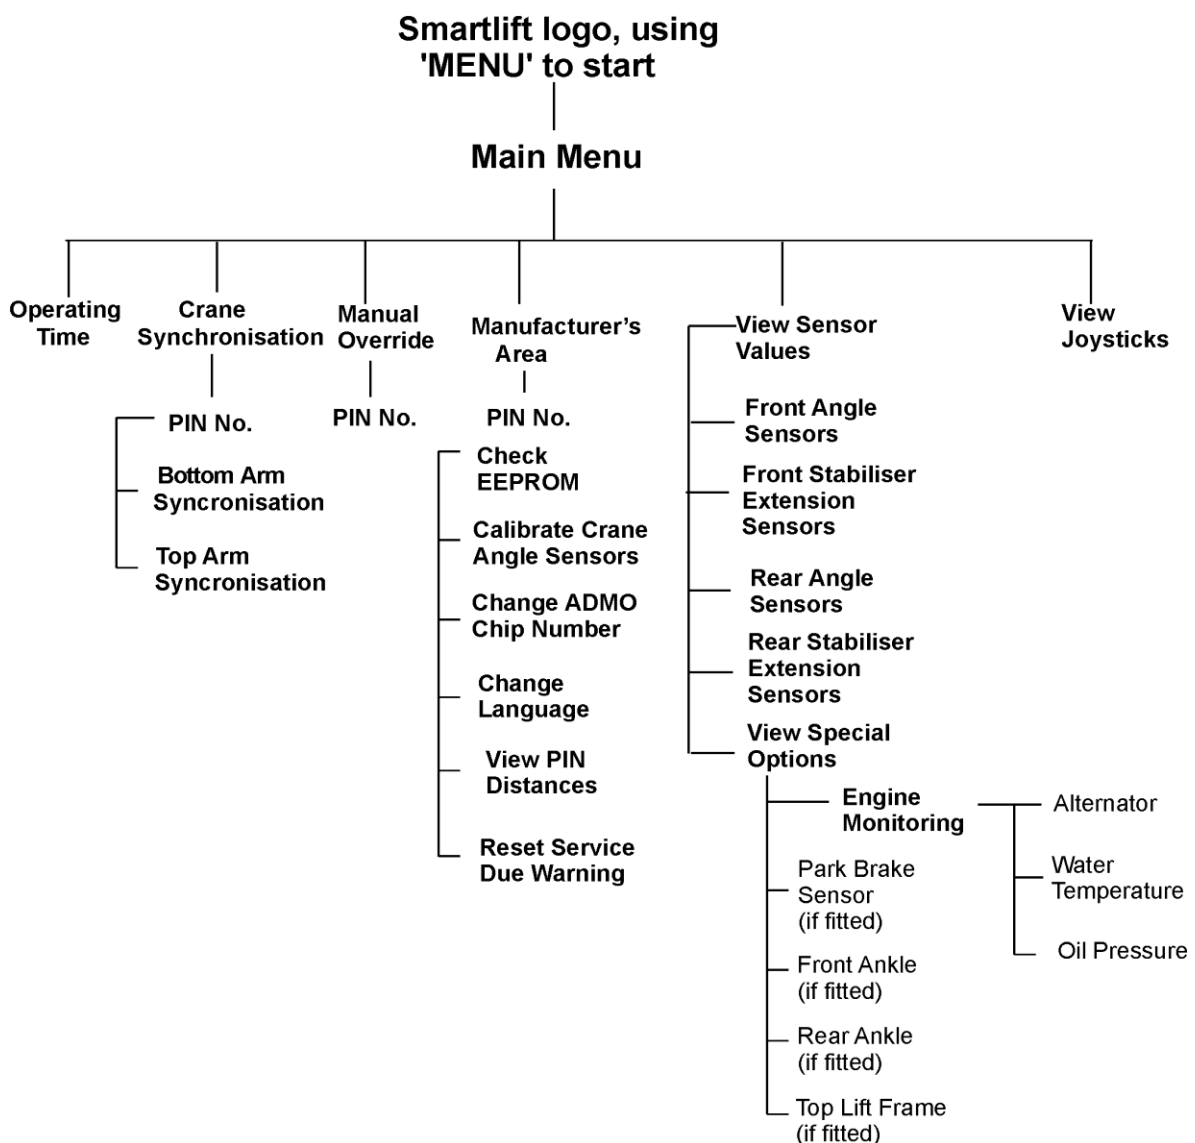 Smartlift logo, using
'MENU' to start
Main Menu
Operating
Time
Crane
Synchronisation
PIN No.
Bottom Arm
Syncronisation
Top Arm
Syncronisation
Manual
Override
PIN No.
Manufacturer’s
Area
PIN No.
Check
EEPROM
Calibrate Crane
Angle Sensors
Change ADMO
Chip Number
Change
Language
View PIN
Distances
Reset Service
Due Warning
View Sensor
Values
Front Angle
Sensors
Front Stabiliser
Extension
Sensors
Rear Angle
Sensors
Rear Stabiliser
Extension
Sensors
View Special
Options
Engine
Monitoring
Alternator
Water
Temperature
Oil Pressure
Park Brake
Sensor
(if fitted)
Front Ankle
(if fitted)
Rear Ankle
(if fitted)
Top Lift Frame
(if fitted)
View
Joysticks